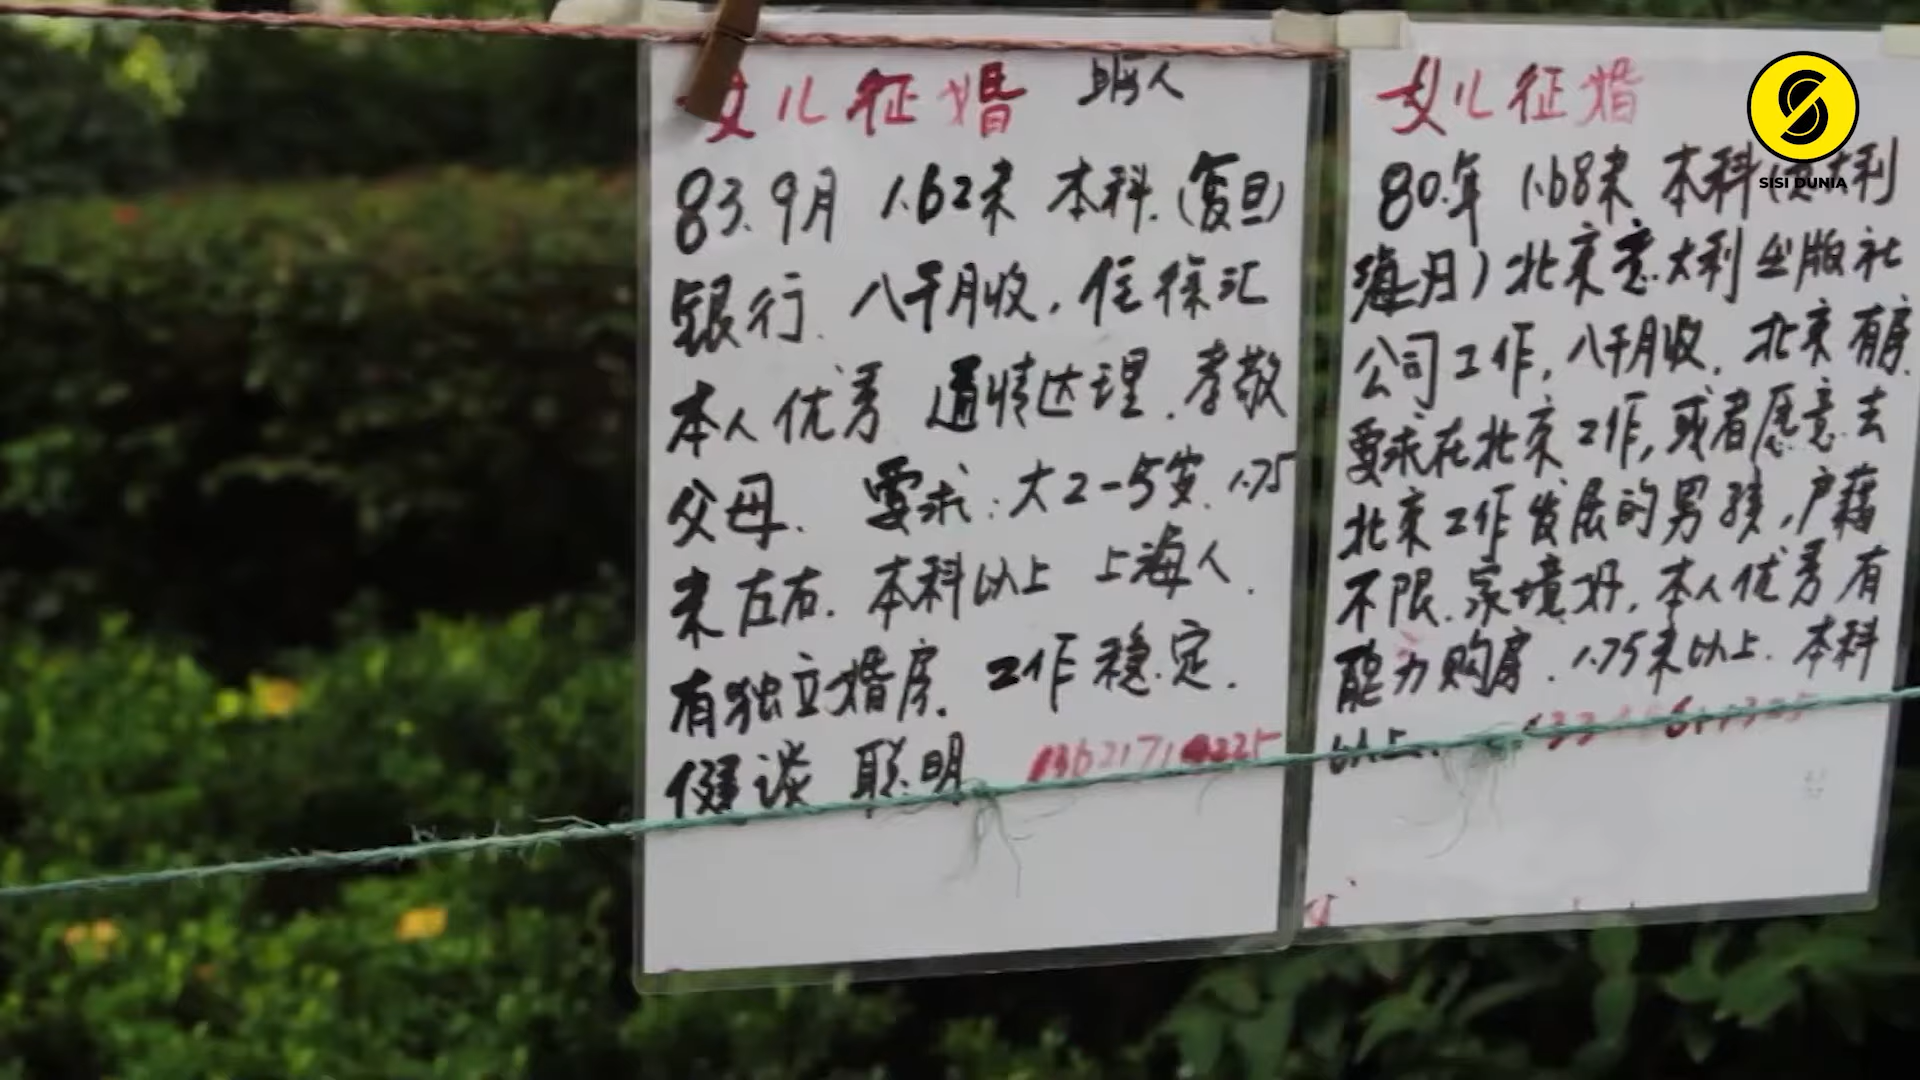 女儿征婚 上海人
83.9月 1.62米 本科.(复旦)
银行. 八千月收, 住徐汇
本人优秀 通情达理. 孝敬
父母. 要求: 大2-5岁. 1.75
米左右. 本科以上 上海人.
有独立婚房. 工作稳定.
健谈 聪明
女儿征婚
80.年 1.68米 本科
北京意大利出版社
公司工作, 八千月收. 北京有房.
要求在北京工作, 或者愿意去
北京工作发展的男孩, 户籍
不限. 家境好. 本人优秀有
能力购房. 1.75米以上. 本科
以上.
SISI DUNIA